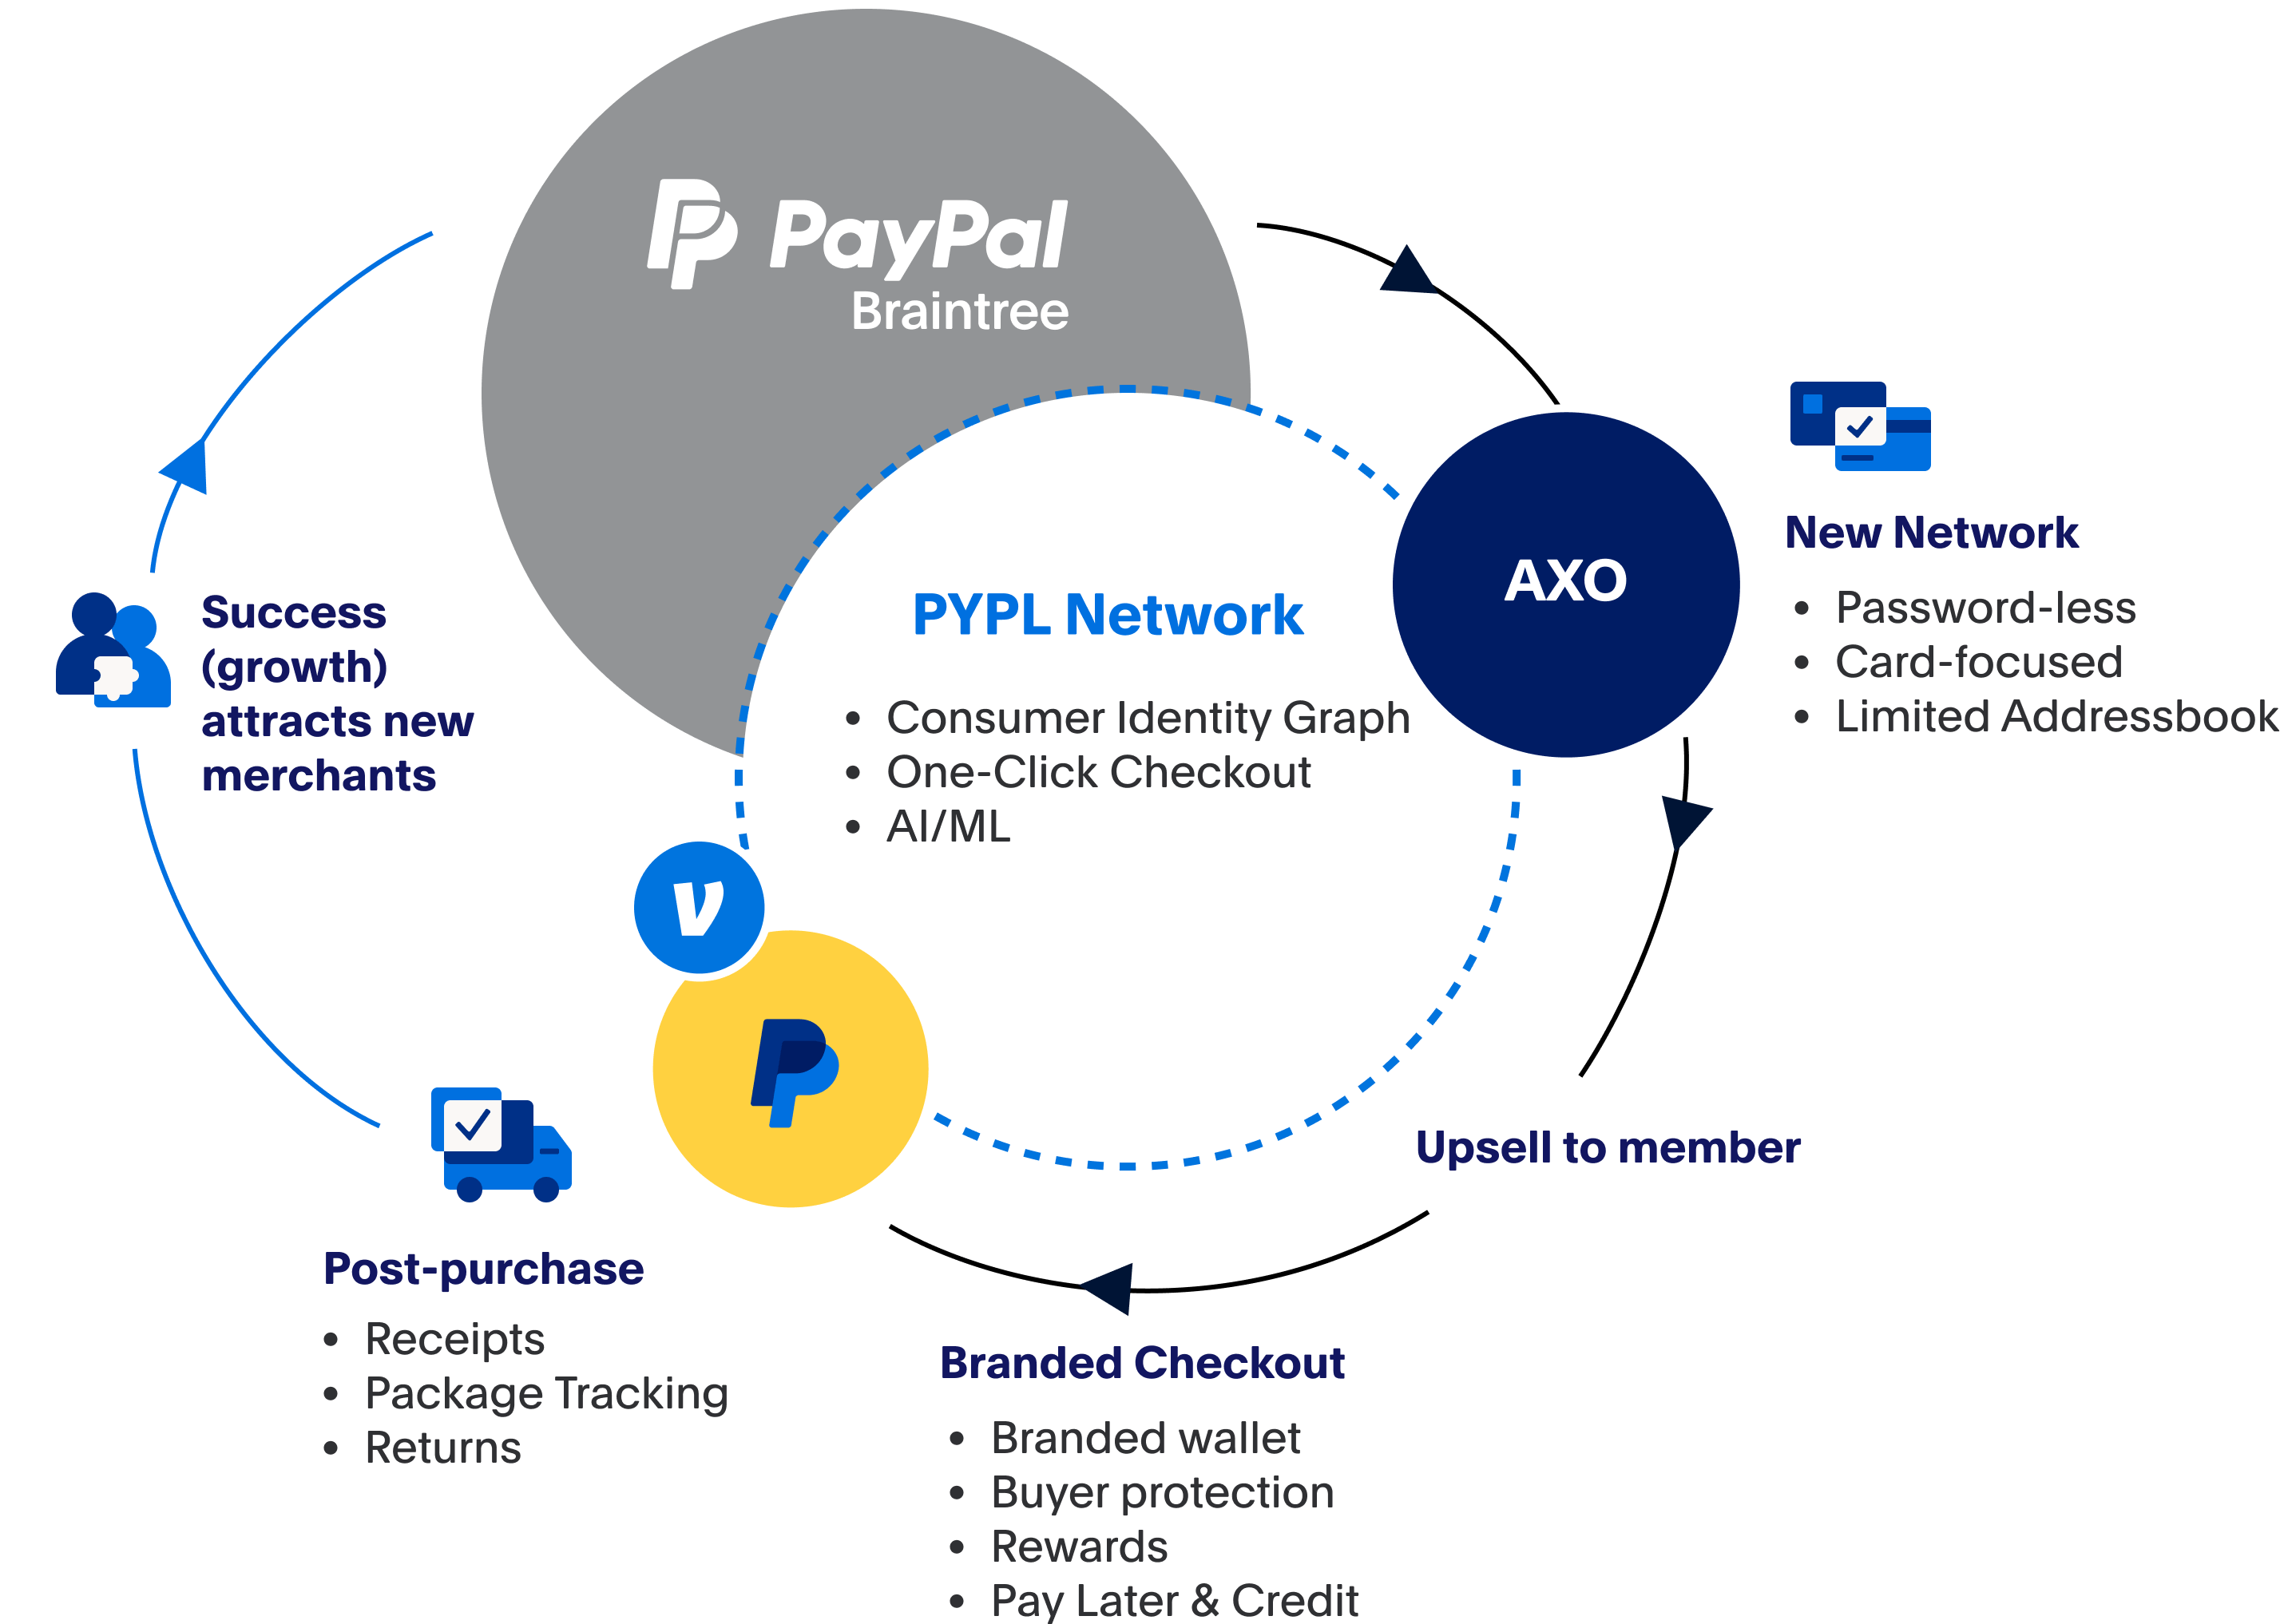 PayPal
Braintree
AXO
New Network
• Password-less
• Card-focused
• Limited Addressbook
PYPL Network
• Consumer Identity Graph
• One-Click Checkout
• AI/ML
Success
(growth)
attracts new
merchants
Upsell to member
Post-purchase
• Receipts
• Package Tracking
• Returns
Branded Checkout
• Branded wallet
• Buyer protection
• Rewards
• Pay Later & Credit